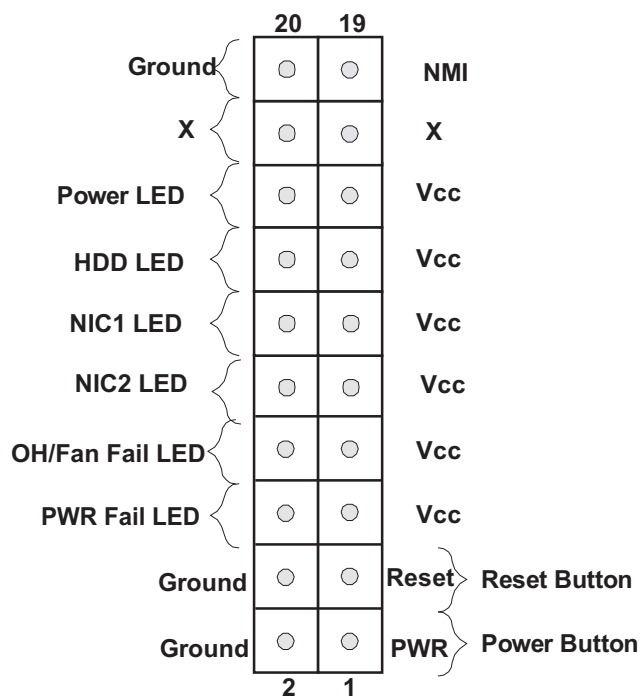 20 19
Ground NMI
X X
Power LED Vcc
HDD LED Vcc
NIC1 LED Vcc
NIC2 LED Vcc
OH/Fan Fail LED Vcc
PWR Fail LED Vcc
Ground Reset Reset Button
Ground PWR Power Button
2 1